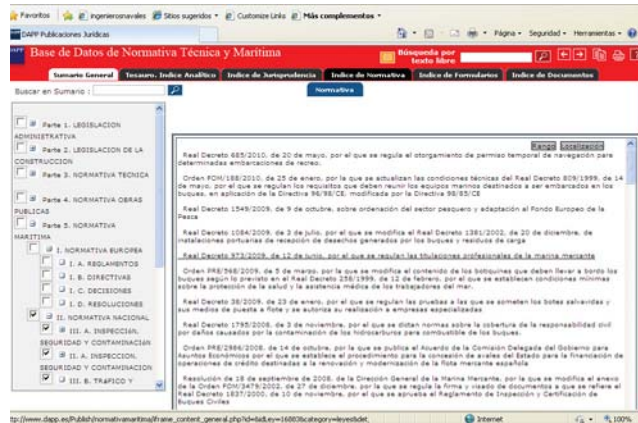 Favoritos ingenierosnavales Sitios sugeridos Customize Links Más complementos
DAPP Publicaciones Jurídicas
Página Seguridad Herramientas
Base de Datos de Normativa Técnica y Marítima
Búsqueda por texto libre
Sumario General Tesauro. Indice Analítico Indice de Jurisprudencia Indice de Normativa Indice de Formularios Indice de Documentos
Buscar en Sumario :
Normativa
Parte 1. LEGISLACION
ADMINISTRATIVA
Parte 2. LEGISLACION DE LA
CONSTRUCCION
Parte 3. NORMATIVA TECNICA
Parte 4. NORMATIVA OBRAS
PUBLICAS
Parte 5. NORMATIVA
MARITIMA
I. NORMATIVA EUROPEA
I. A. REGLAMENTOS
I. B. DIRECTIVAS
I. C. DECISIONES
I. D. RESOLUCIONES
II. NORMATIVA NACIONAL
III. A. INSPECCIÓN.
SEGURIDAD Y CONTAMINACIÓN
II. A. INSPECCION.
SEGURIDAD Y CONTAMINACION
III. B. TRAFICO Y
Rango Localización
Real Decreto 685/2010, de 20 de mayo, por el que se regula el otorgamiento de permiso temporal de navegación para
determinadas embarcaciones de recreo.
Orden FOM/188/2010, de 25 de enero, por la que se actualizan las condiciones técnicas del Real Decreto 809/1999, de 14
de mayo, por el que se regulan los requisitos que deben reunir los equipos marinos destinados a ser embarcados en los
buques, en aplicación de la Directiva 96/98/CE, modificada por la Directiva 98/85/CE
Real Decreto 1549/2009, de 9 de octubre, sobre ordenación del sector pesquero y adaptación al Fondo Europeo de la
Pesca
Real Decreto 1084/2009, de 3 de julio, por el que se modifica el Real Decreto 1381/2002, de 20 de diciembre, de
instalaciones portuarias de recepción de desechos generados por los buques y residuos de carga
Real Decreto 973/2009, de 12 de junio, por el que se regulan las titulaciones profesionales de la marina mercante
Orden PRE/568/2009, de 5 de marzo, por la que se modifica el contenido de los botiquines que deben llevar a bordo los
buques según lo previsto en el Real Decreto 258/1999, de 12 de febrero, por el que se establecen condiciones mínimas
sobre la protección de la salud y la asistencia médica de los trabajadores del mar.
Real Decreto 38/2009, de 23 de enero, por el que se regulan las pruebas a las que se someten los botes salvavidas y
sus medios de puesta a flote y se autoriza su realización a empresas especializadas
Real Decreto 1795/2008, de 3 de noviembre, por el que se dictan normas sobre la cobertura de la responsabilidad civil
por daños causados por la contaminación de los hidrocarburos para combustible de los buques.
Orden PRE/2986/2008, de 14 de octubre, por la que se publica el Acuerdo de la Comisión Delegada del Gobierno para
Asuntos Económicos por el que se establece el procedimiento para la concesión de avales del Estado para la financiación de
operaciones de crédito destinadas a la renovación y modernización de la flota mercante española
Resolución de 18 de septiembre de 2008, de la Dirección General de la Marina Mercante, por la que se modifica el anexo
de la Orden FOM/3479/2002, de 27 de diciembre, por la que se regula la firma y visado de documentos a que se refiere el
Real Decreto 1837/2000, de 10 de noviembre, por el que se aprueba el Reglamento de Inspección y Certificación de
Buques Civiles
Internet 100%